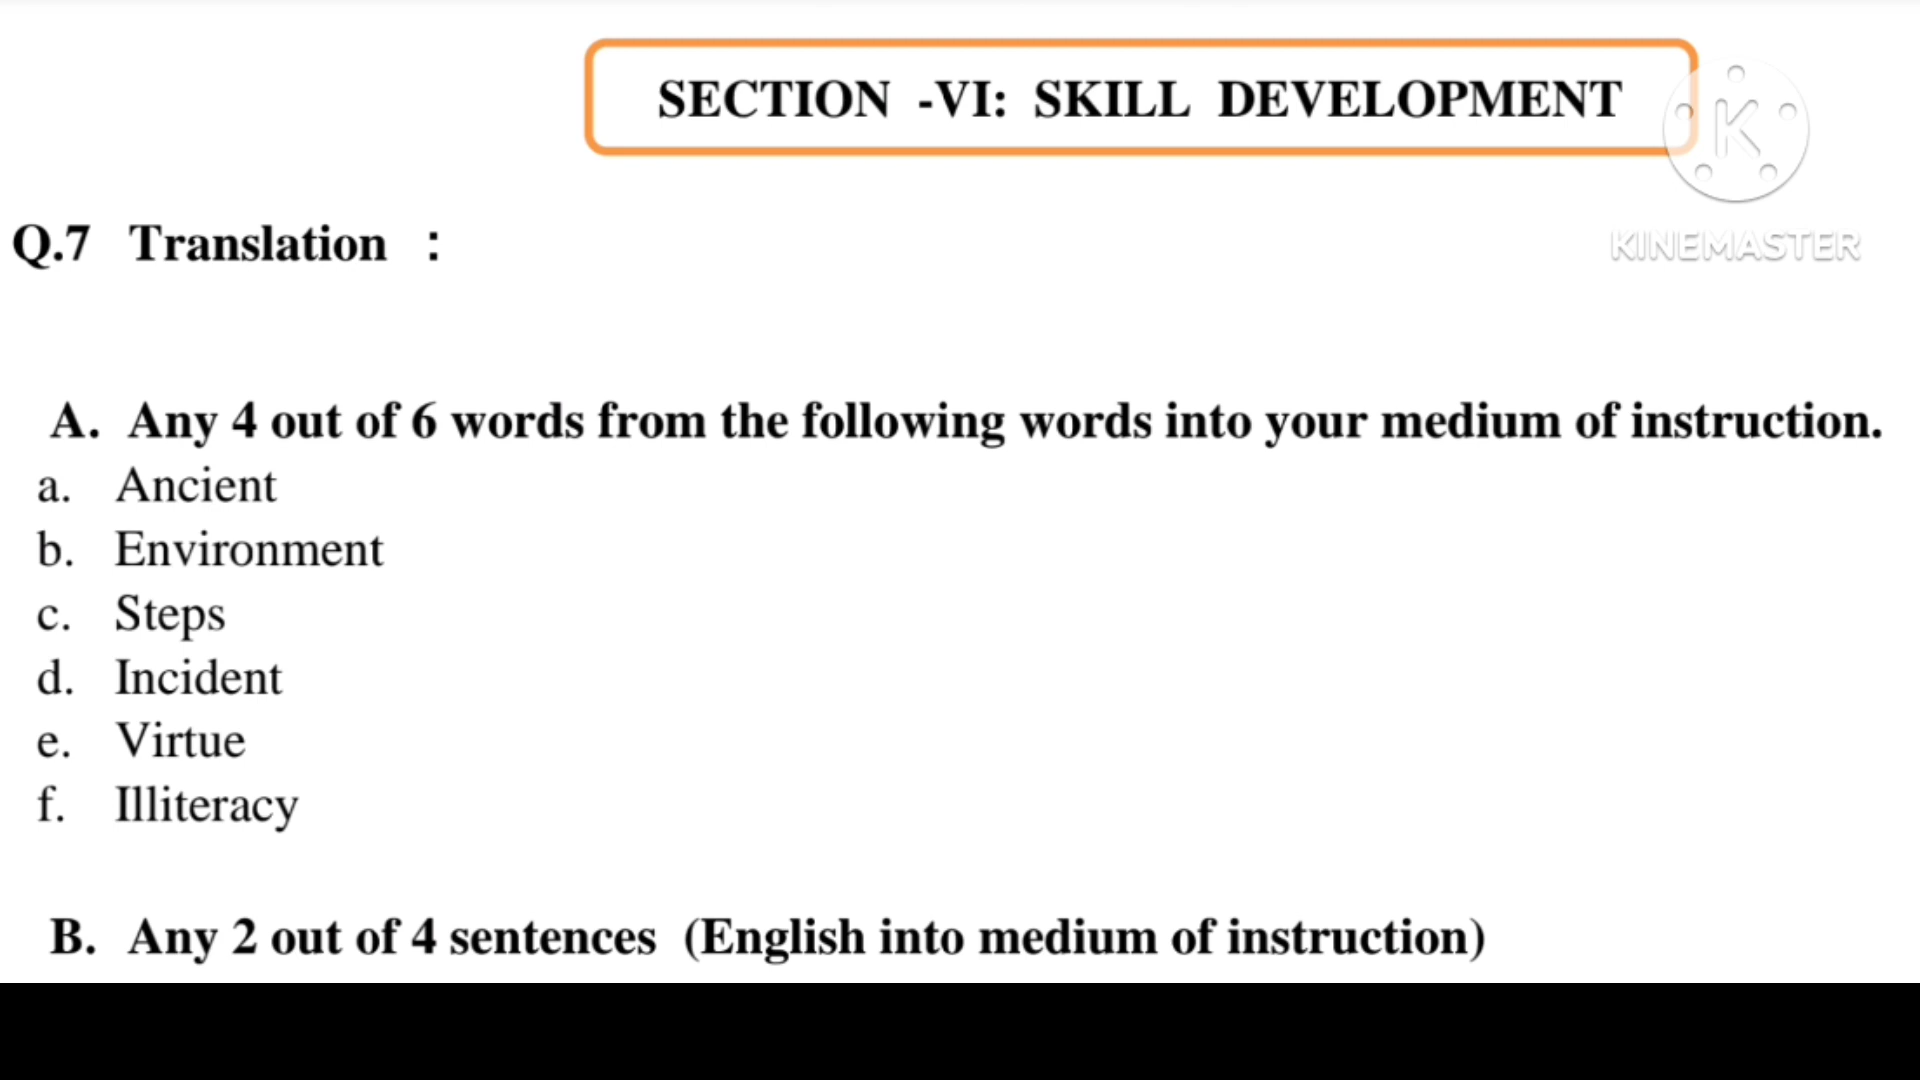 SECTION -VI: SKILL DEVELOPMENT
KINEMASTER
Q.7 Translation :
A. Any 4 out of 6 words from the following words into your medium of instruction.
a. Ancient
b. Environment
c. Steps
d. Incident
e. Virtue
f. Illiteracy
B. Any 2 out of 4 sentences (English into medium of instruction)